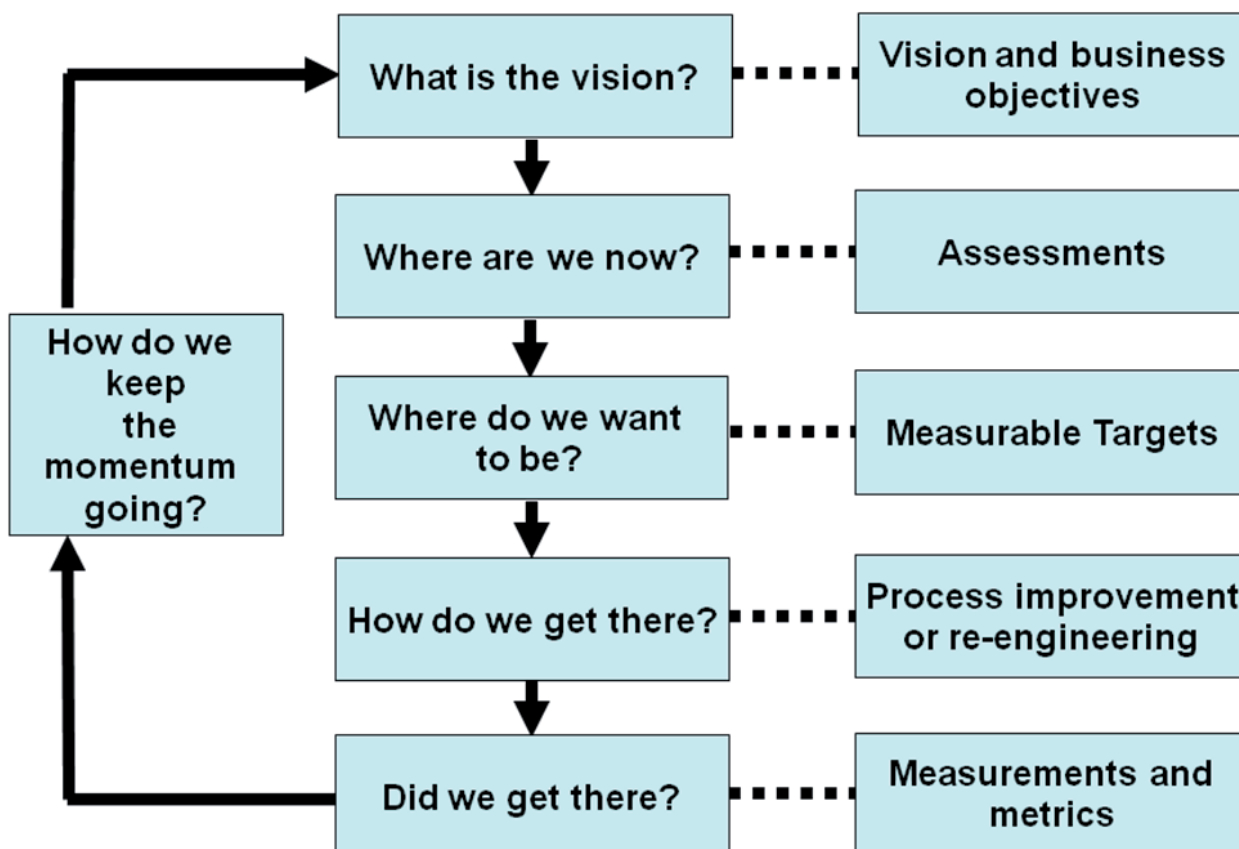 What is the vision?
Vision and business
objectives
Where are we now?
Assessments
How do we
keep
the
momentum
going?
Where do we want
to be?
Measurable Targets
How do we get there?
Process improvement
or re-engineering
Did we get there?
Measurements and
metrics